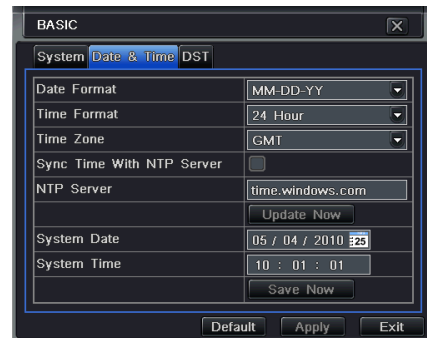 BASIC
System Date & Time DST
Date Format MM-DD-YY
Time Format 24 Hour
Time Zone GMT
Sync Time With NTP Server
NTP Server time.windows.com
Update Now
System Date 05 / 04 / 2010 25
System Time 10 : 01 : 01
Save Now
Default Apply Exit